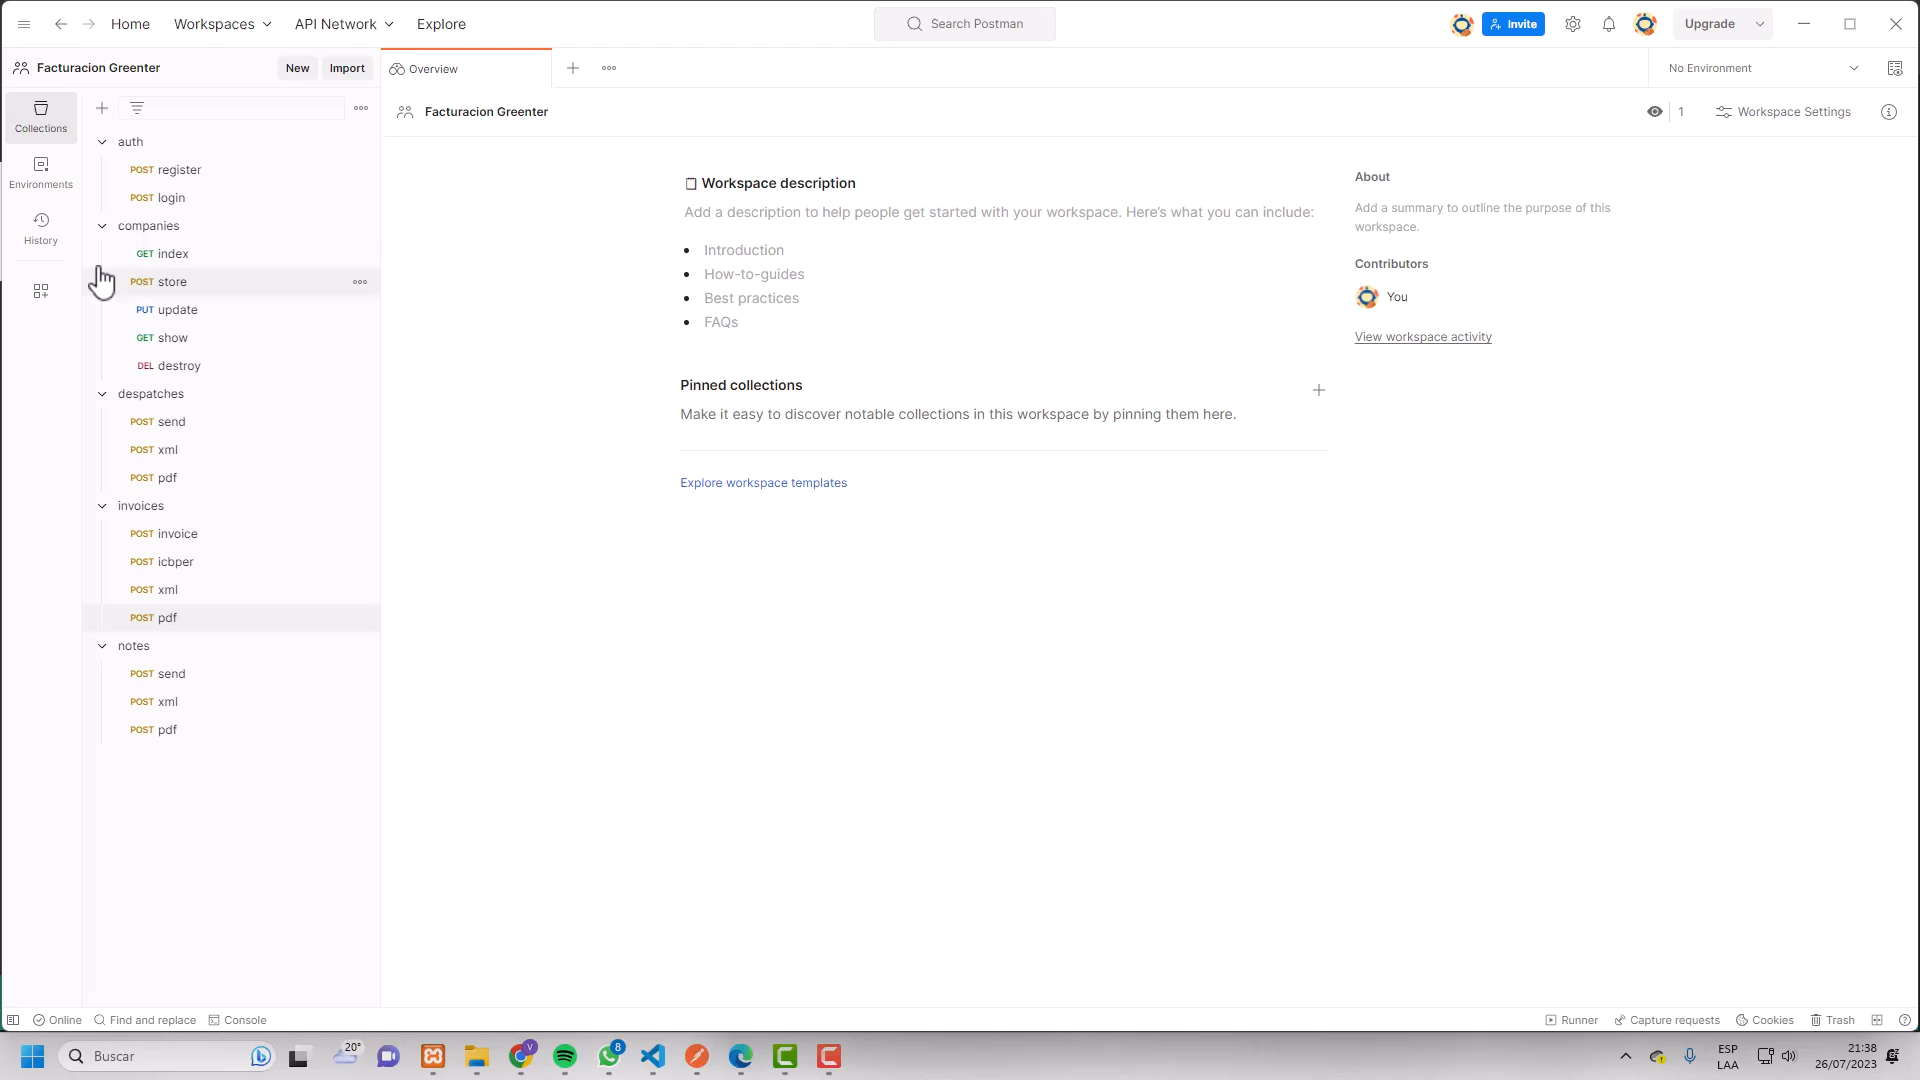 Home
Workspaces
API Network
Explore
Search Postman
Invite
Upgrade
Facturacion Greenter
New
Import
Overview
No Environment
Collections
Environments
History
Facturacion Greenter
1
Workspace Settings
auth
POST register
POST login
companies
GET index
POST store
PUT update
GET show
DEL destroy
despatches
POST send
POST xml
POST pdf
invoices
POST invoice
POST icbper
POST xml
POST pdf
notes
POST send
POST xml
POST pdf
Workspace description
Add a description to help people get started with your workspace. Here's what you can include:
Introduction
How-to-guides
Best practices
FAQs
Pinned collections
Make it easy to discover notable collections in this workspace by pinning them here.
Explore workspace templates
About
Add a summary to outline the purpose of this
workspace.
Contributors
You
View workspace activity
Online
Find and replace
Console
Runner
Capture requests
Cookies
Trash
Buscar
20°
V
8
ESP
LAA
21:38
26/07/2023